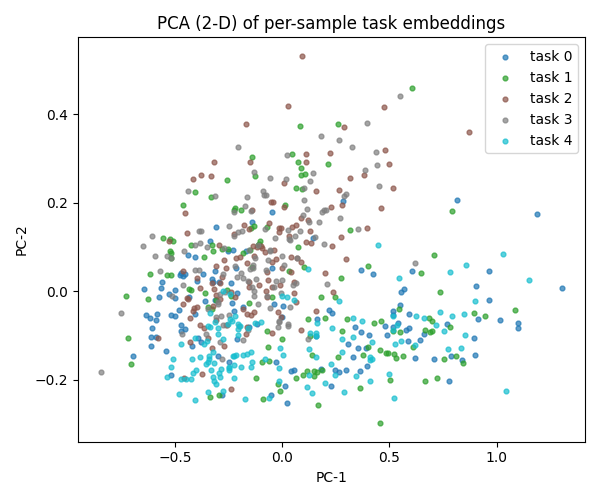 PCA (2-D) of per-sample task embeddings
task 0
task 1
task 2
task 3
task 4
PC-2
0.4
0.2
0.0
−0.2
−0.5
0.0
0.5
1.0
PC-1